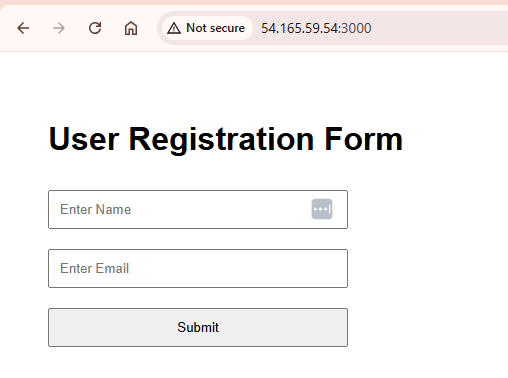 Not secure 54.165.59.54:3000
User Registration Form
Enter Name
Enter Email
Submit